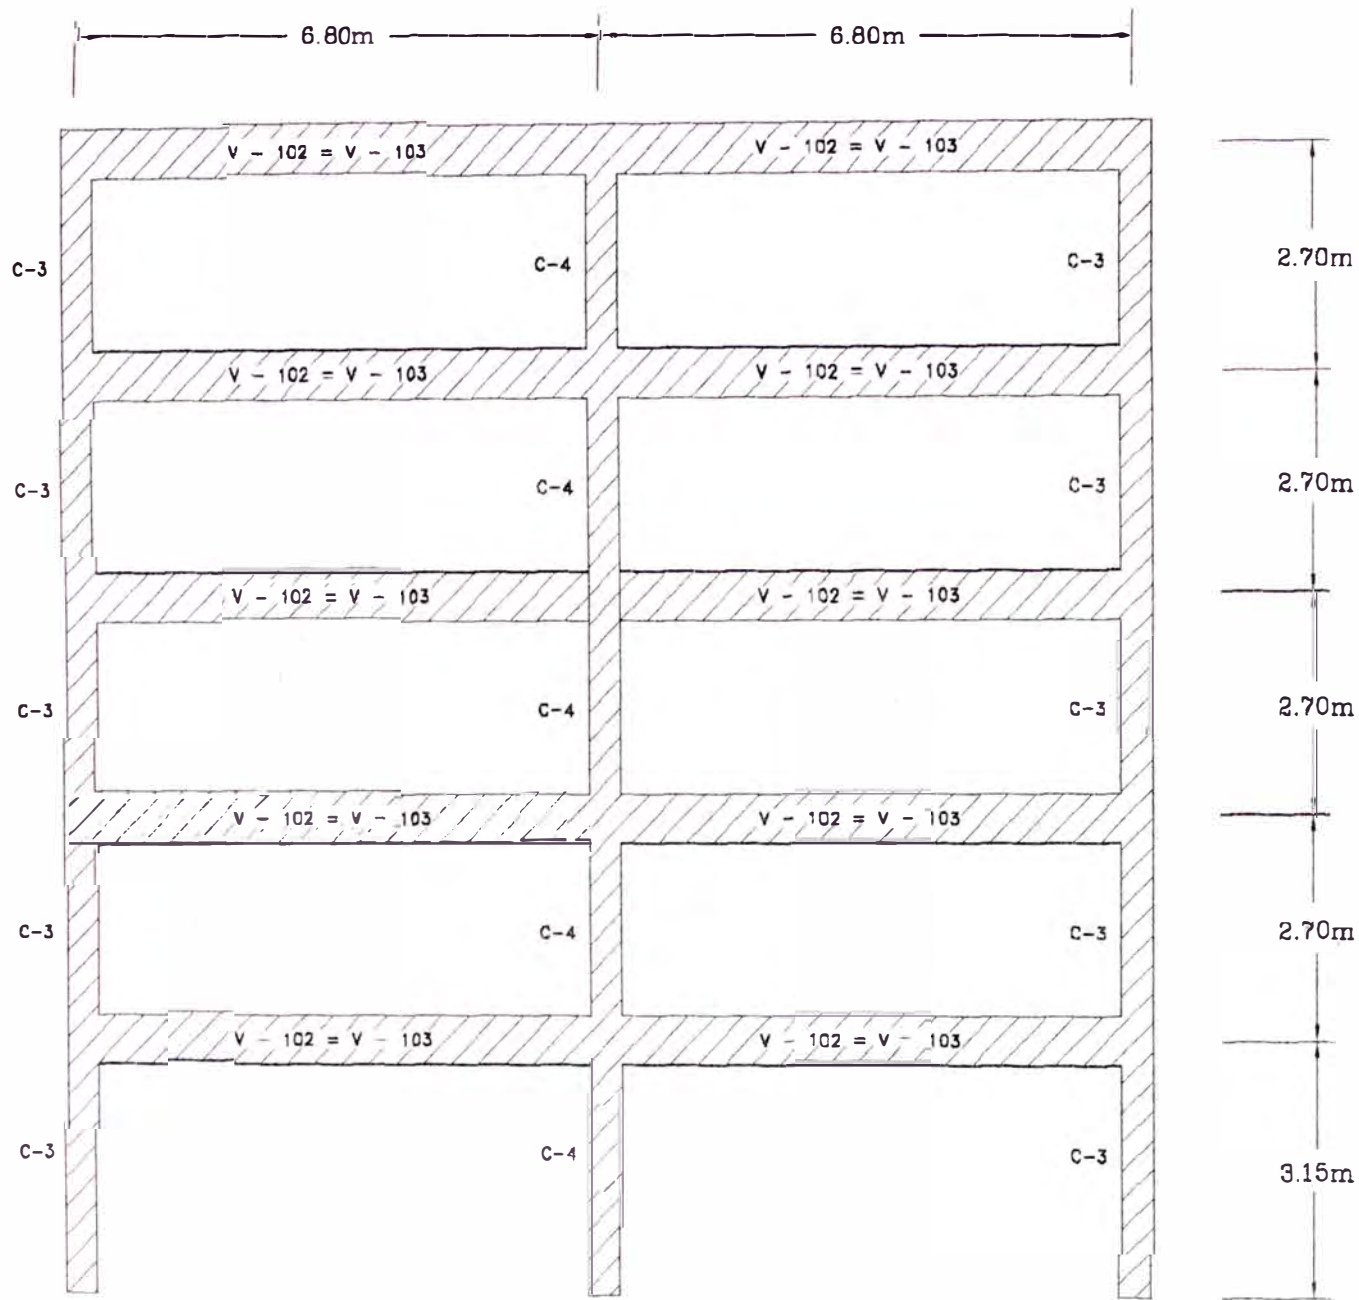 6.80m 6.80m
V - 102 = V - 103 V - 102 = V - 103
C-3 C-4 C-3 2.70m
V - 102 = V - 103 V - 102 = V - 103
C-3 C-4 C-3 2.70m
V - 102 = V - 103 V - 102 = V - 103
C-3 C-4 C-3 2.70m
V - 102 = V - 103 V - 102 = V - 103
C-3 C-4 C-3 2.70m
V - 102 = V - 103 V - 102 = V - 103
C-3 C-4 C-3 3.15m